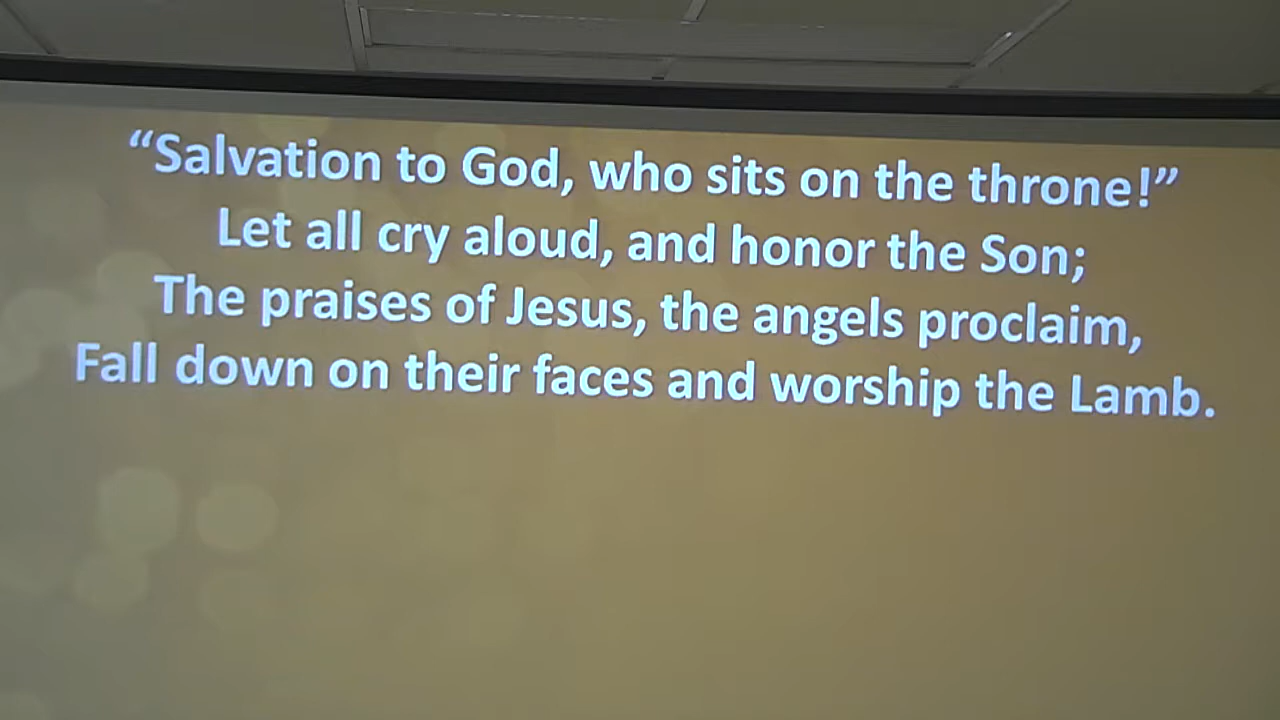 “Salvation to God, who sits on the throne!”
Let all cry aloud, and honor the Son;
The praises of Jesus, the angels proclaim,
Fall down on their faces and worship the Lamb.